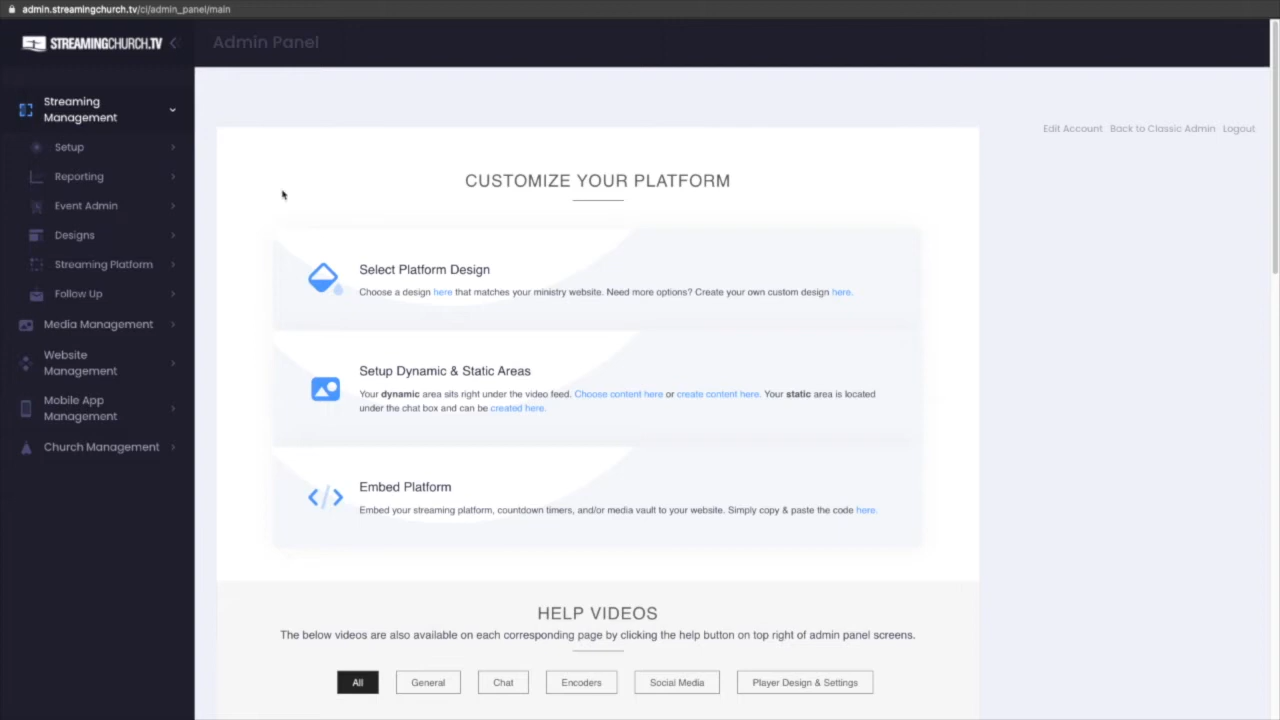 admin.streamingchurch.tv/ci/admin_panel/main
STREAMINGCHURCH.TV
Admin Panel
Streaming
Management
Setup
Reporting
Event Admin
Designs
Streaming Platform
Follow Up
Media Management
Website
Management
Mobile App
Management
Church Management
Edit Account Back to Classic Admin Logout
CUSTOMIZE YOUR PLATFORM
Select Platform Design
Choose a design here that matches your ministry website. Need more options? Create your own custom design here.
Setup Dynamic & Static Areas
Your dynamic area sits right under the video feed. Choose content here or create content here. Your static area is located
under the chat box and can be created here.
Embed Platform
Embed your streaming platform, countdown timers, and/or media vault to your website. Simply copy & paste the code here.
HELP VIDEOS
The below videos are also available on each corresponding page by clicking the help button on top right of admin panel screens.
All General Chat Encoders Social Media Player Design & Settings